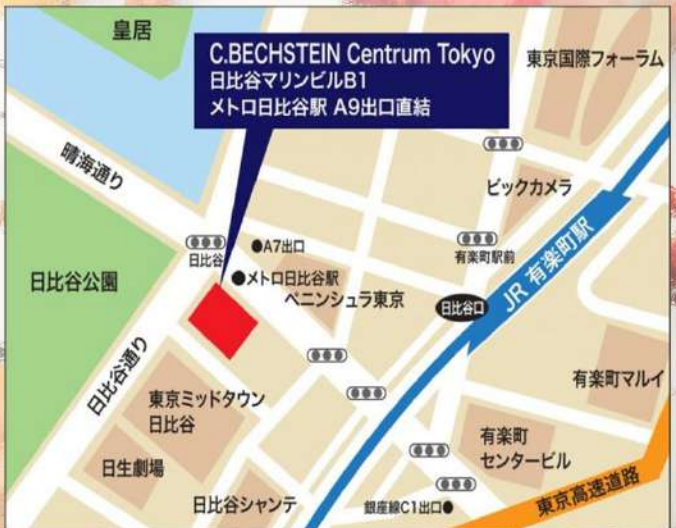 皇居
C.BECHSTEIN Centrum Tokyo
日比谷マリンビルB1
メトロ日比谷駅 A9出口直結
東京国際フォーラム
晴海通り
ビックカメラ
●A7出口
日比谷
有楽町駅前
JR 有楽町駅
日比谷公園
●メトロ日比谷駅
ペニンシュラ東京
日比谷口
日比谷通り
東京ミッドタウン
日比谷
有楽町マルイ
日生劇場
有楽町
センタービル
日比谷シャンテ
銀座線C1出口●
東京高速道路